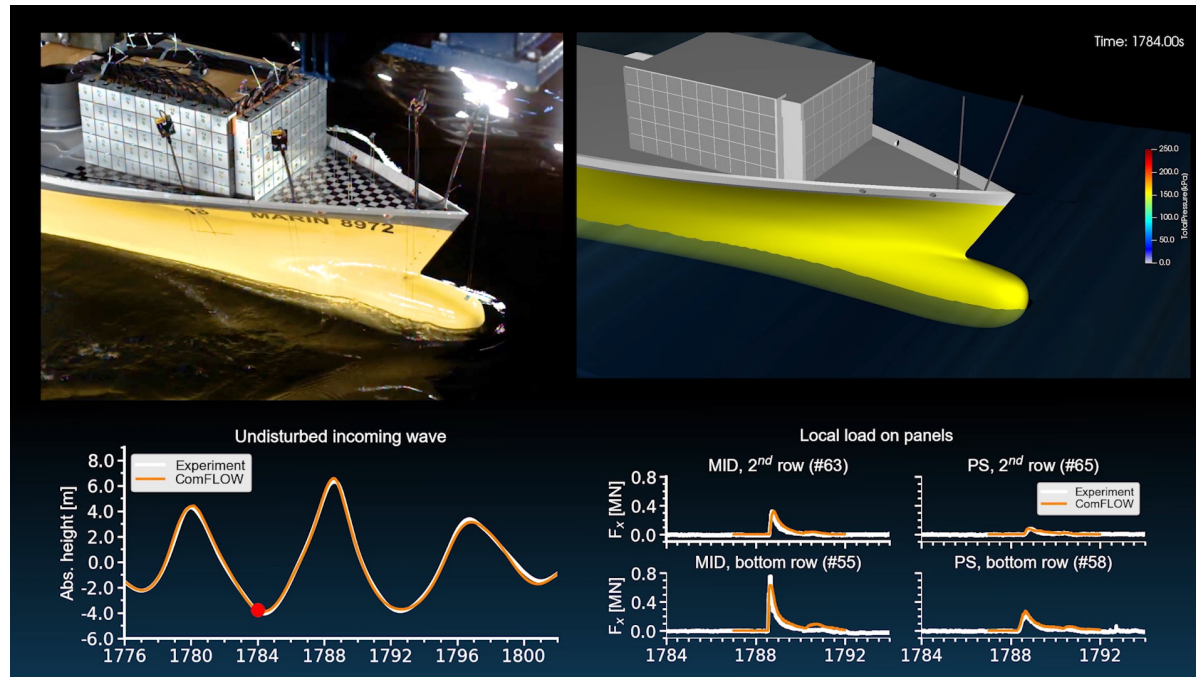 Time: 1784.00s
18
MARIN 8972
250.0
200.0
150.0
100.0
50.0
0.0
TotalPressure(kPa)
Undisturbed incoming wave
Experiment
ComFLOW
Abs. height [m]
8.0
6.0
4.0
2.0
0.0
-2.0
-4.0
-6.0
1776 1780 1784 1788 1792 1796 1800
Local load on panels
MID, 2nd row (#63)
PS, 2nd row (#65)
Experiment
ComFLOW
Fx [MN]
0.8
0.4
0.0
MID, bottom row (#55)
PS, bottom row (#58)
Fx [MN]
0.8
0.4
0.0
1784 1788 1792
1784 1788 1792